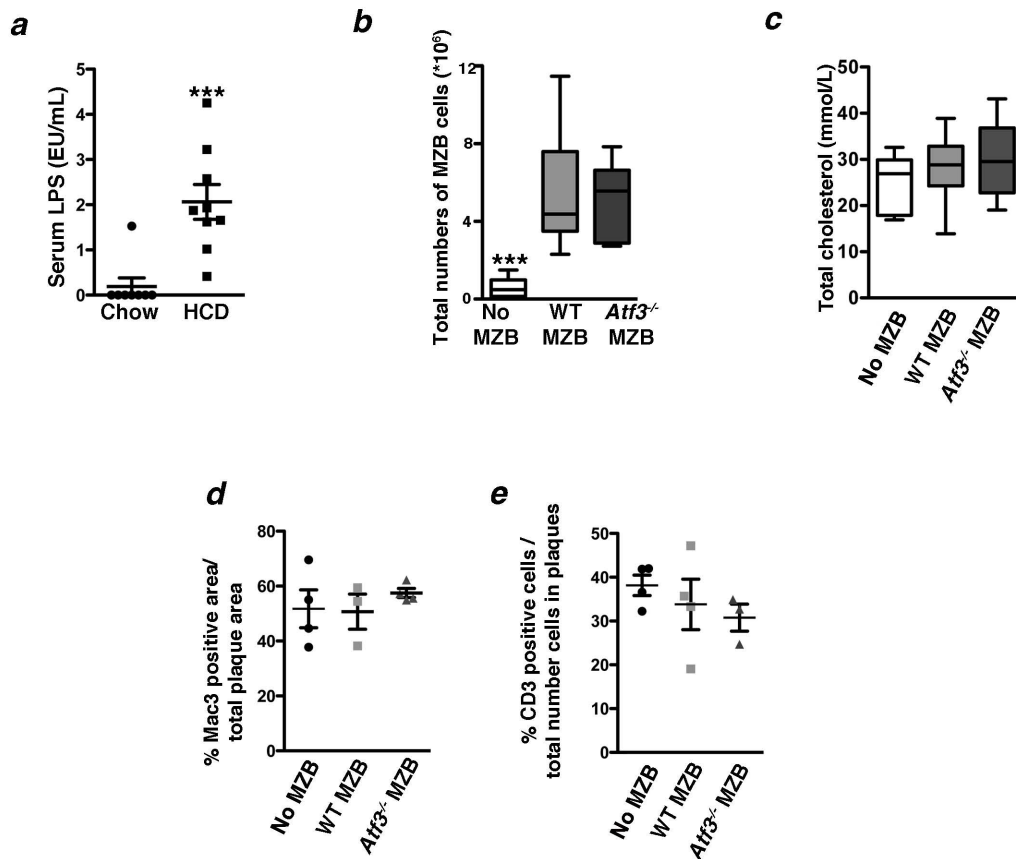 a
Serum LPS (EU/mL)
5
4
3
2
1
0
***
Chow HCD
b
Total numbers of MZB cells (*10⁶)
12
8
4
0
***
No MZB
WT MZB
Atf3-/- MZB
c
Total cholesterol (mmol/L)
50
40
30
20
10
0
No MZB
WT MZB
Atf3-/- MZB
d
% Mac3 positive area/
total plaque area
80
60
40
20
0
No MZB
WT MZB
Atf3-/- MZB
e
% CD3 positive cells /
total number cells in plaques
50
40
30
20
10
0
No MZB
WT MZB
Atf3-/- MZB